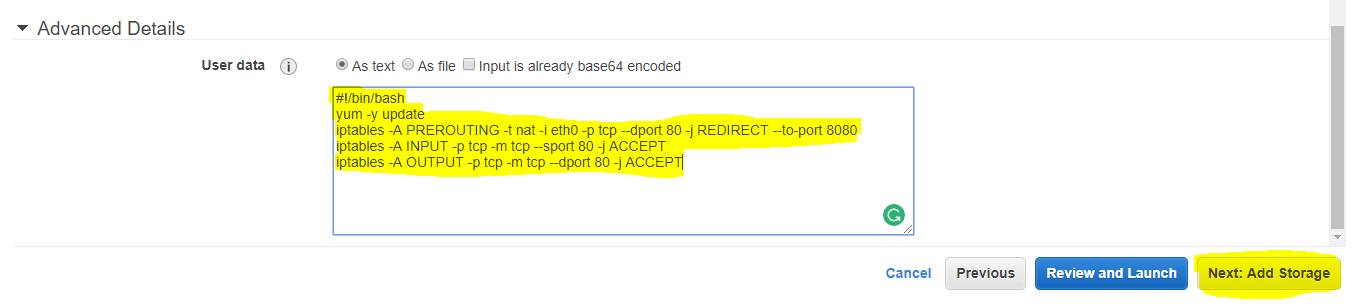 Advanced Details
User data i As text As file Input is already base64 encoded
#!/bin/bash
yum -y update
iptables -A PREROUTING -t nat -i eth0 -p tcp --dport 80 -j REDIRECT --to-port 8080
iptables -A INPUT -p tcp -m tcp --sport 80 -j ACCEPT
iptables -A OUTPUT -p tcp -m tcp --dport 80 -j ACCEPT
Cancel Previous Review and Launch Next: Add Storage